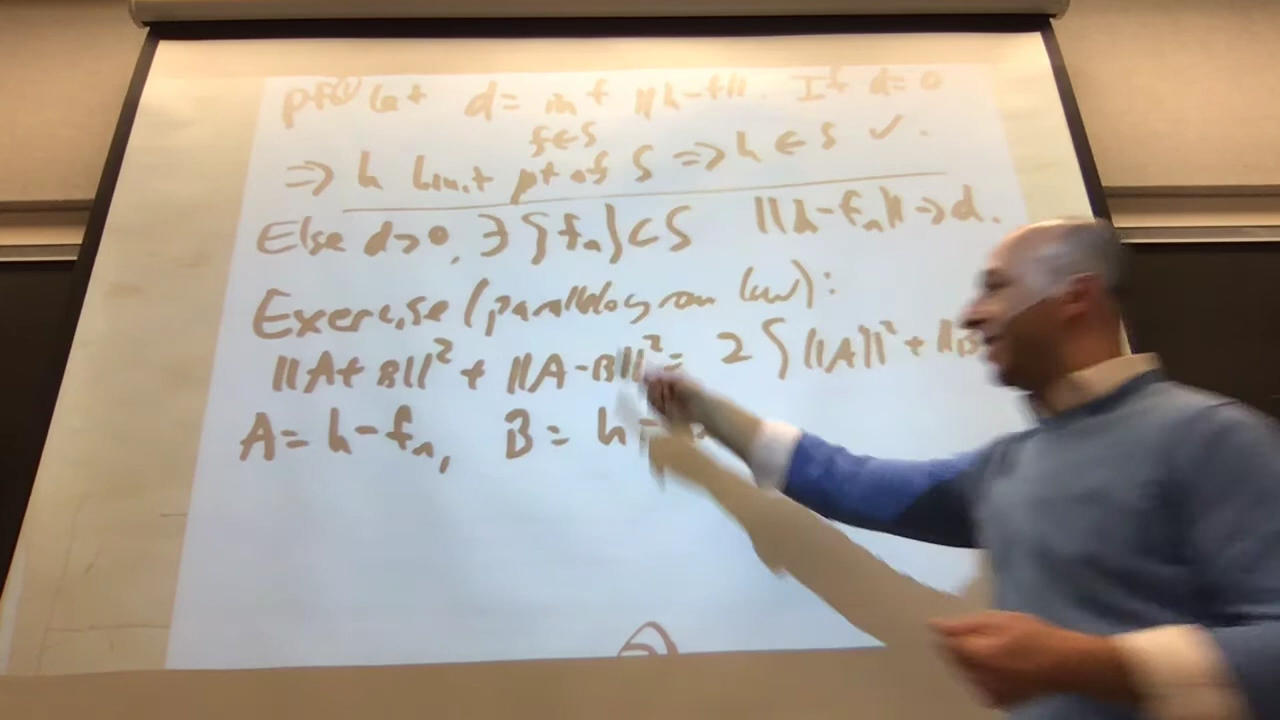 pf① Let d = inf ||h-f||. If d=0
f∈S
⇒ h limit pt of S ⇒ h ∈ S ✓.
Else d>0, ∃ {fₙ} ⊂ S ||h-fₙ|| → d.
Exercise (parallelogram law):
||A+B||² + ||A-B||² = 2 { ||A||² + ||B
A = h-fₙ, B = h-